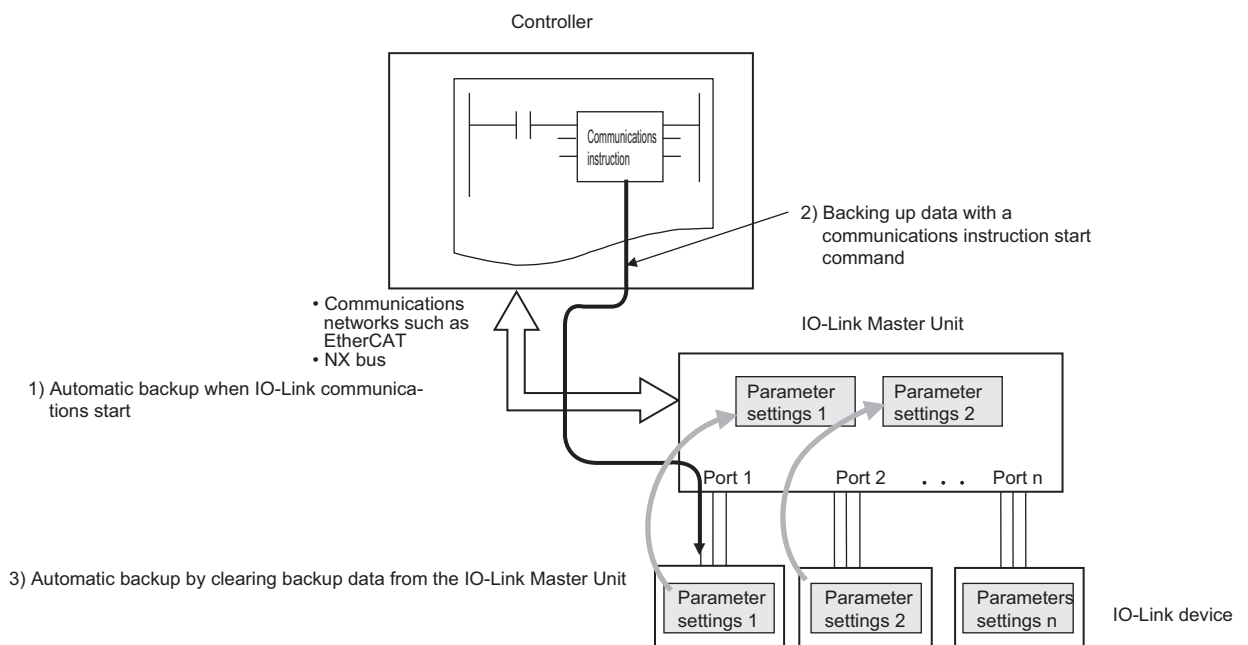 Controller
Communications
instruction
2) Backing up data with a
communications instruction start
command
• Communications
networks such as
EtherCAT
• NX bus
IO-Link Master Unit
1) Automatic backup when IO-Link communica-
tions start
Parameter
settings 1
Parameter
settings 2
Port 1
Port 2
. . .
Port n
3) Automatic backup by clearing backup data from the IO-Link Master Unit
Parameter
settings 1
Parameter
settings 2
Parameters
settings n
IO-Link device